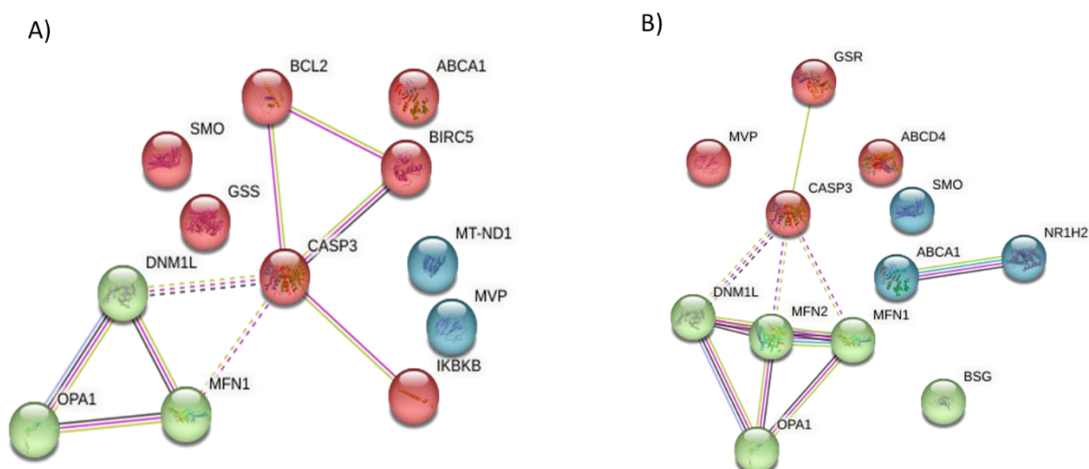 A)
BCL2
ABCA1
SMO
BIRC5
GSS
CASP3
MT-ND1
DNM1L
MVP
IKBKB
MFN1
OPA1
B)
GSR
MVP
ABCD4
CASP3
SMO
NR1H2
ABCA1
DNM1L
MFN2
MFN1
BSG
OPA1